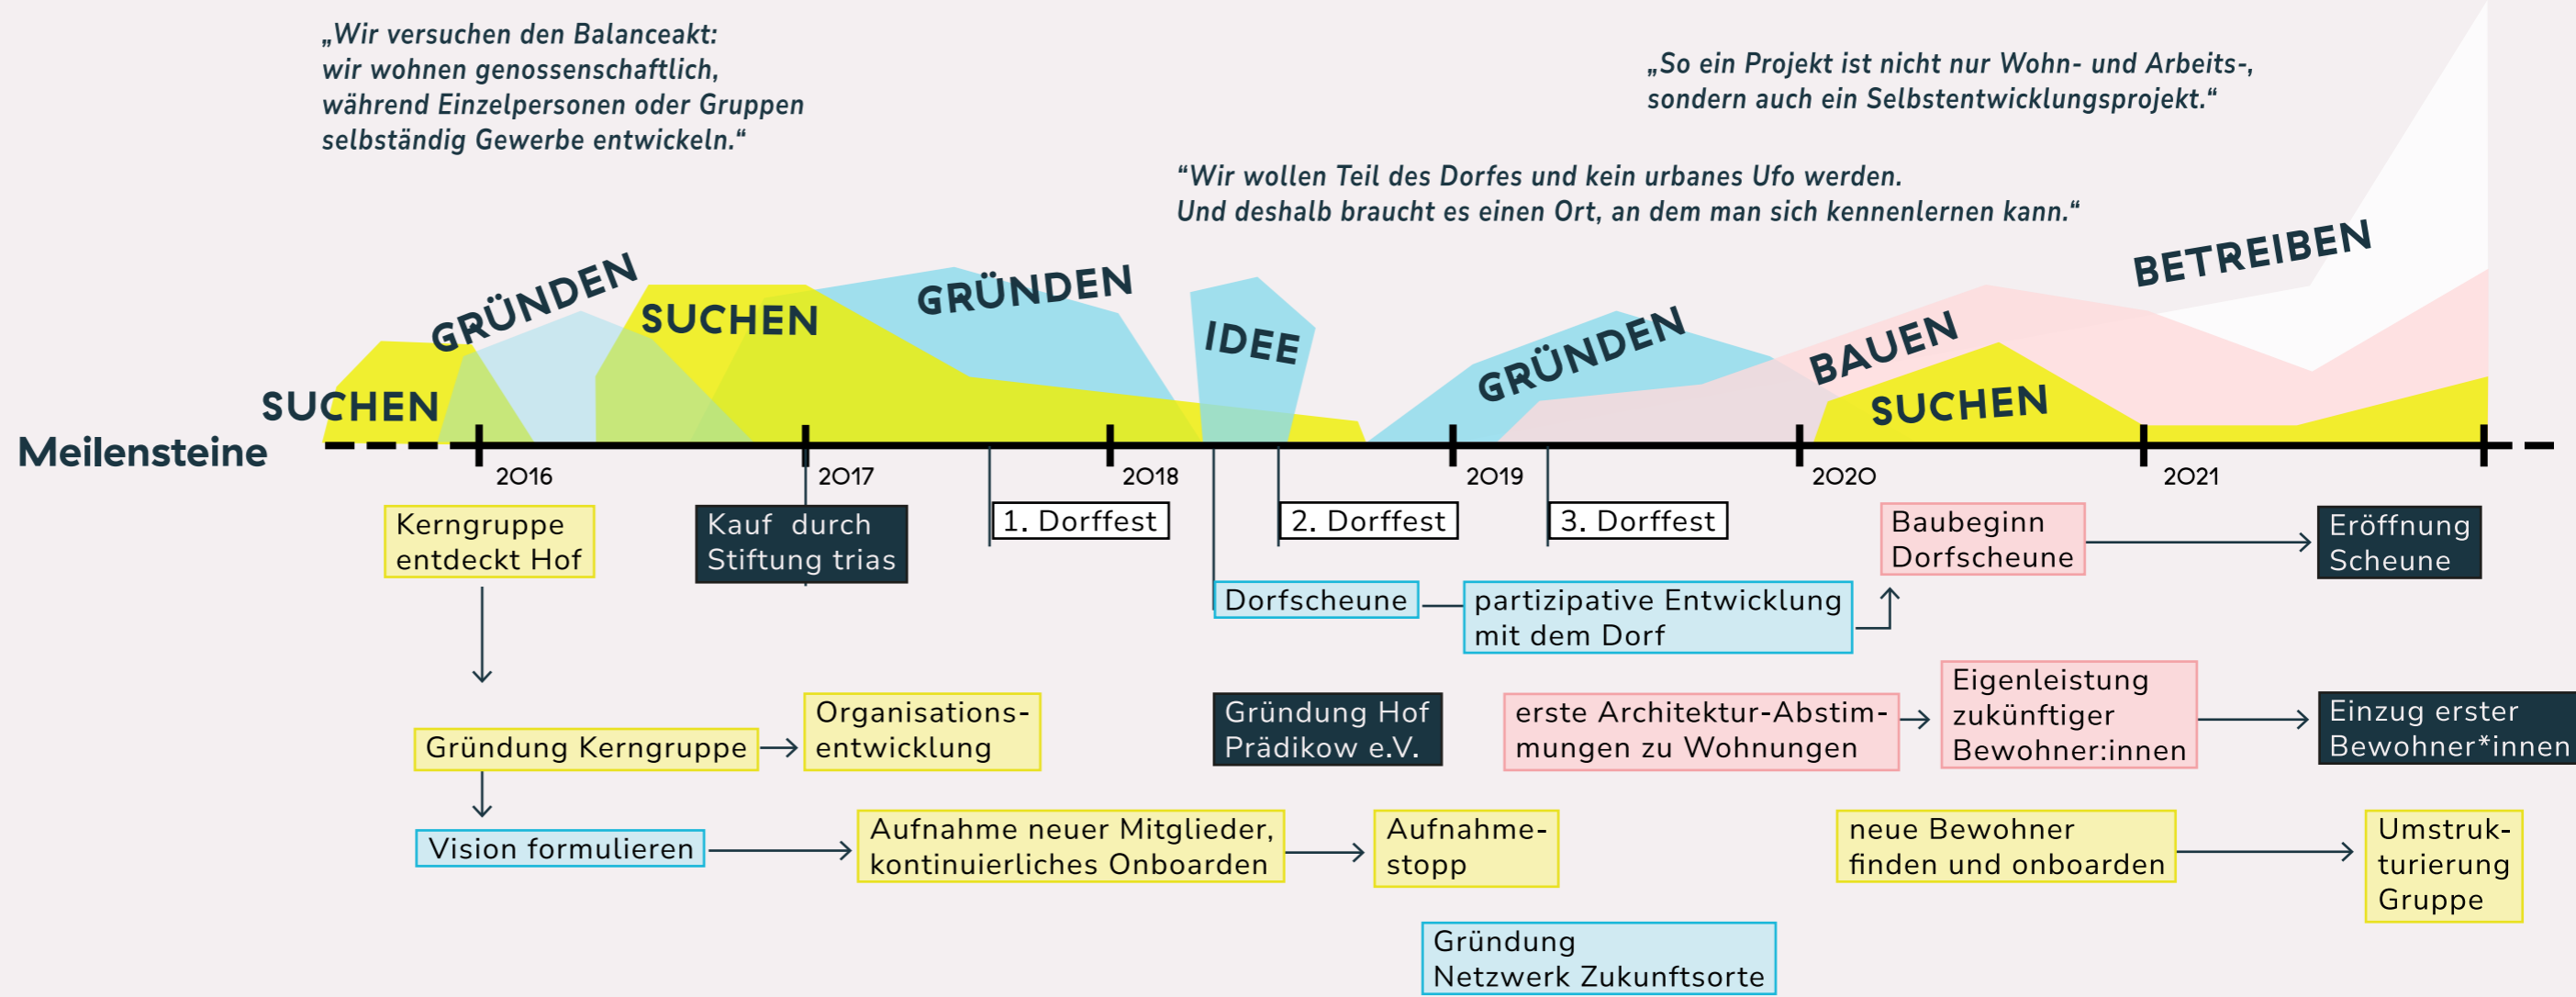 „Wir versuchen den Balanceakt:
wir wohnen genossenschaftlich,
während Einzelpersonen oder Gruppen
selbständig Gewerbe entwickeln.“
„So ein Projekt ist nicht nur Wohn- und Arbeits-,
sondern auch ein Selbstentwicklungsprojekt.“
“Wir wollen Teil des Dorfes und kein urbanes Ufo werden.
Und deshalb braucht es einen Ort, an dem man sich kennenlernen kann.“
SUCHEN
GRÜNDEN
SUCHEN
GRÜNDEN
IDEE
GRÜNDEN
BAUEN
SUCHEN
BETREIBEN
Meilensteine
2016
2017
2018
2019
2020
2021
Kerngruppe
entdeckt Hof
Kauf durch
Stiftung trias
1. Dorffest
2. Dorffest
3. Dorffest
Baubeginn
Dorfscheune
Eröffnung
Scheune
Dorfscheune
partizipative Entwicklung
mit dem Dorf
Gründung Kerngruppe
Organisations-
entwicklung
Gründung Hof
Prädikow e.V.
erste Architektur-Abstim-
mungen zu Wohnungen
Eigenleistung
zukünftiger
Bewohner:innen
Einzug erster
Bewohner*innen
Vision formulieren
Aufnahme neuer Mitglieder,
kontinuierliches Onboarden
Aufnahme-
stopp
neue Bewohner
finden und onboarden
Umstruk-
turierung
Gruppe
Gründung
Netzwerk Zukunftsorte